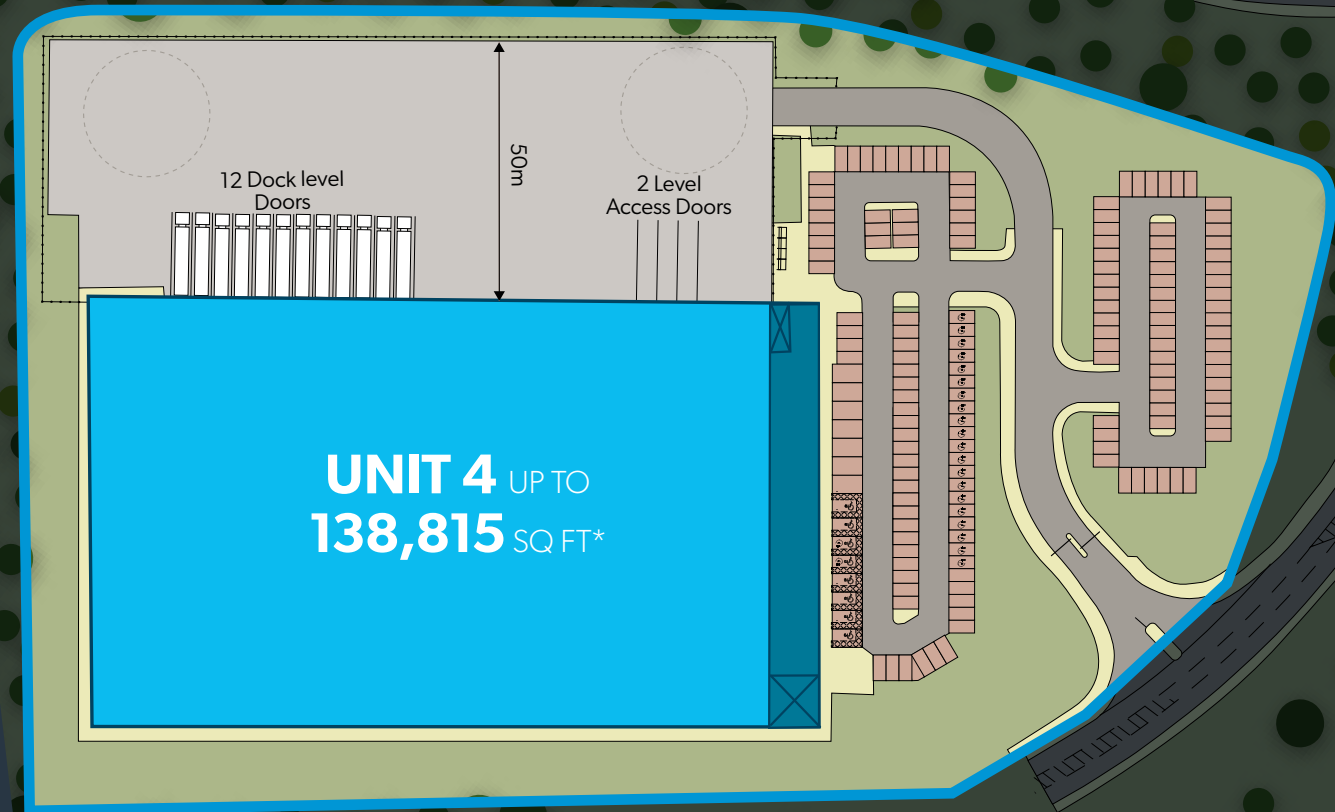 12 Dock level
Doors
50m
2 Level
Access Doors
UNIT 4 UP TO
138,815 SQ FT*